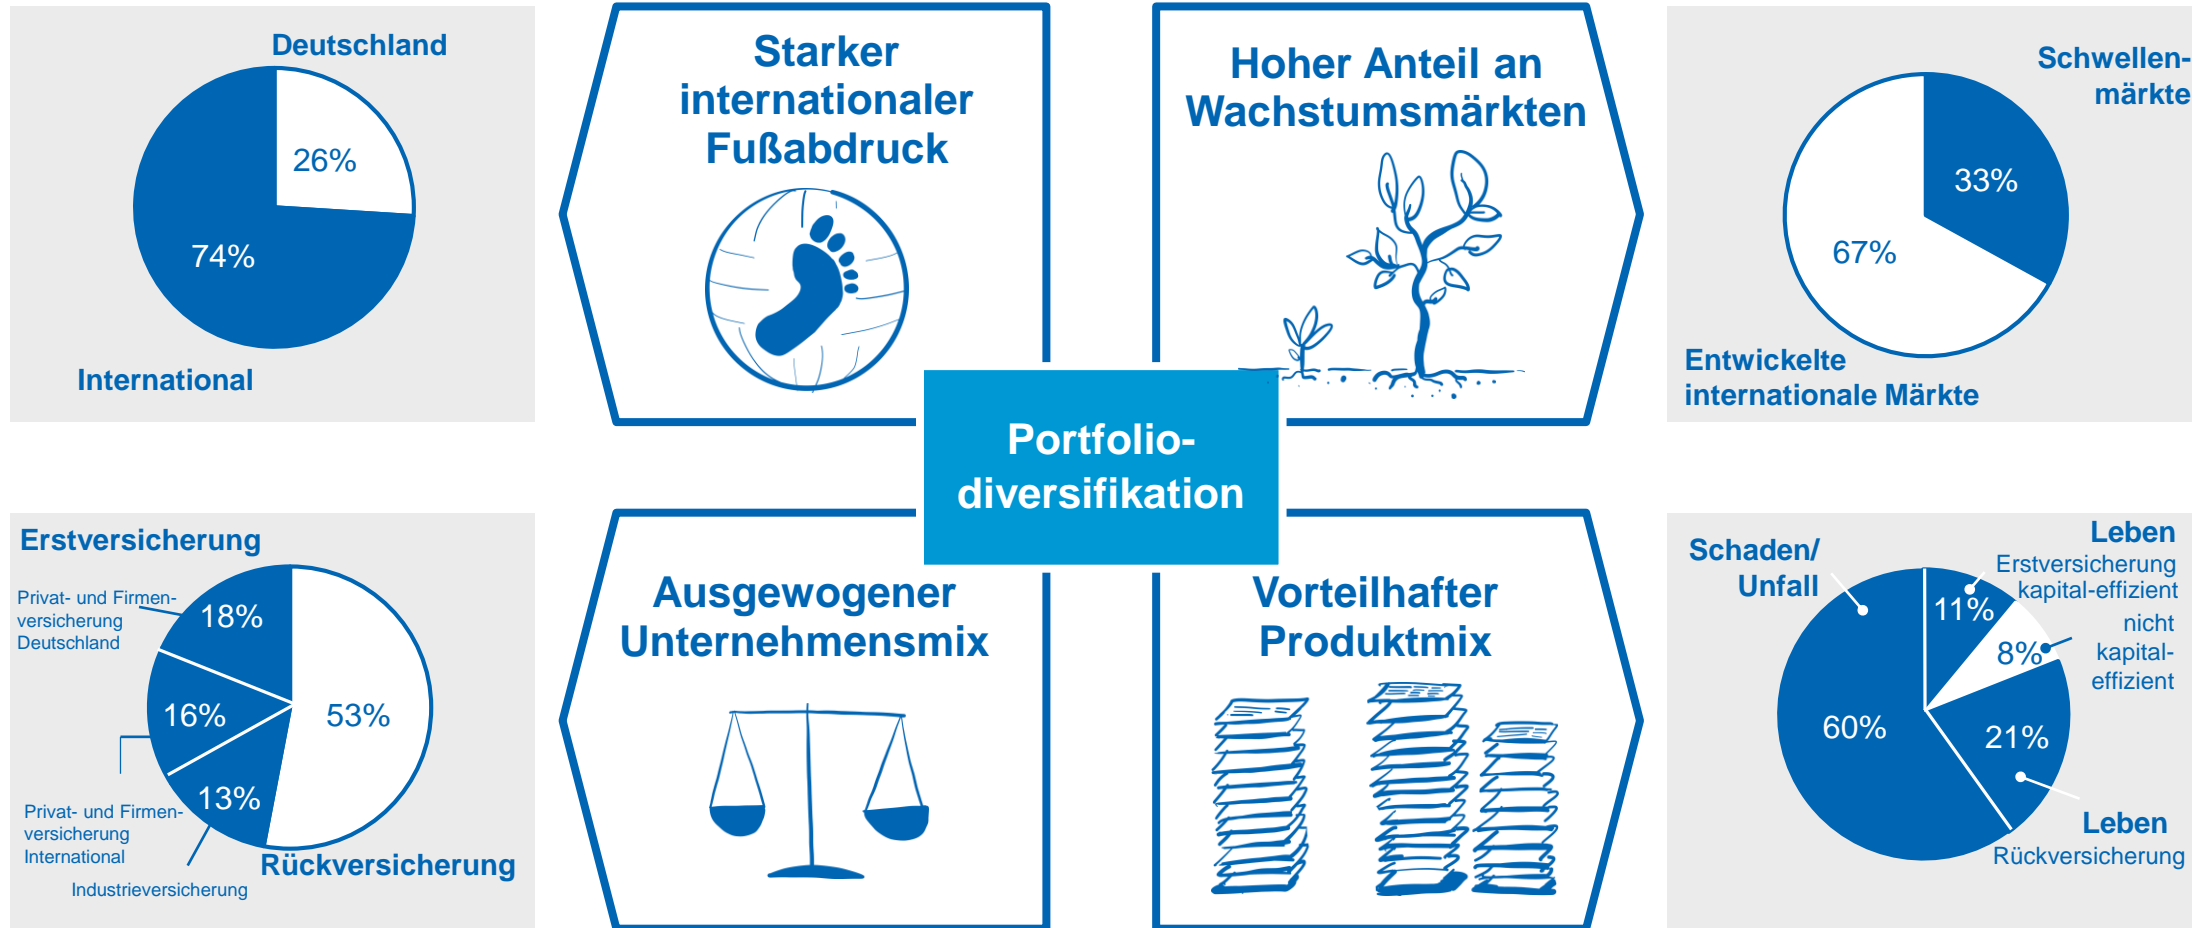 Deutschland
26%
74%
International
Starker
internationaler
Fußabdruck
Hoher Anteil an
Wachstumsmärkten
Schwellen-
märkte
33%
67%
Entwickelte
internationale Märkte
Portfolio-
diversifikation
Erstversicherung
Privat- und Firmen-
versicherung
Deutschland
18%
16%
53%
13%
Privat- und Firmen-
versicherung
International
Industrieversicherung
Rückversicherung
Ausgewogener
Unternehmensmix
Vorteilhafter
Produktmix
Schaden/
Unfall
Leben
Erstversicherung
kapital-effizient
11%
nicht
kapital-
effizient
8%
60%
21%
Leben
Rückversicherung